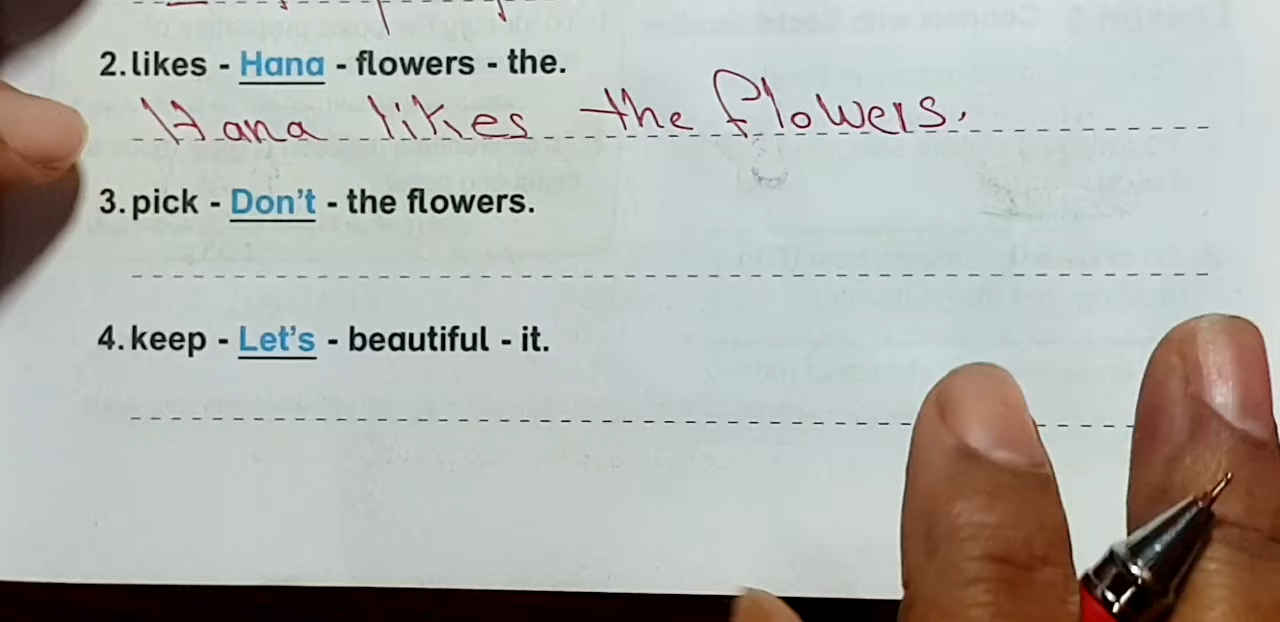 2. likes - Hana - flowers - the.
Hana likes the flowers.
3. pick - Don't - the flowers.
4. keep - Let's - beautiful - it.